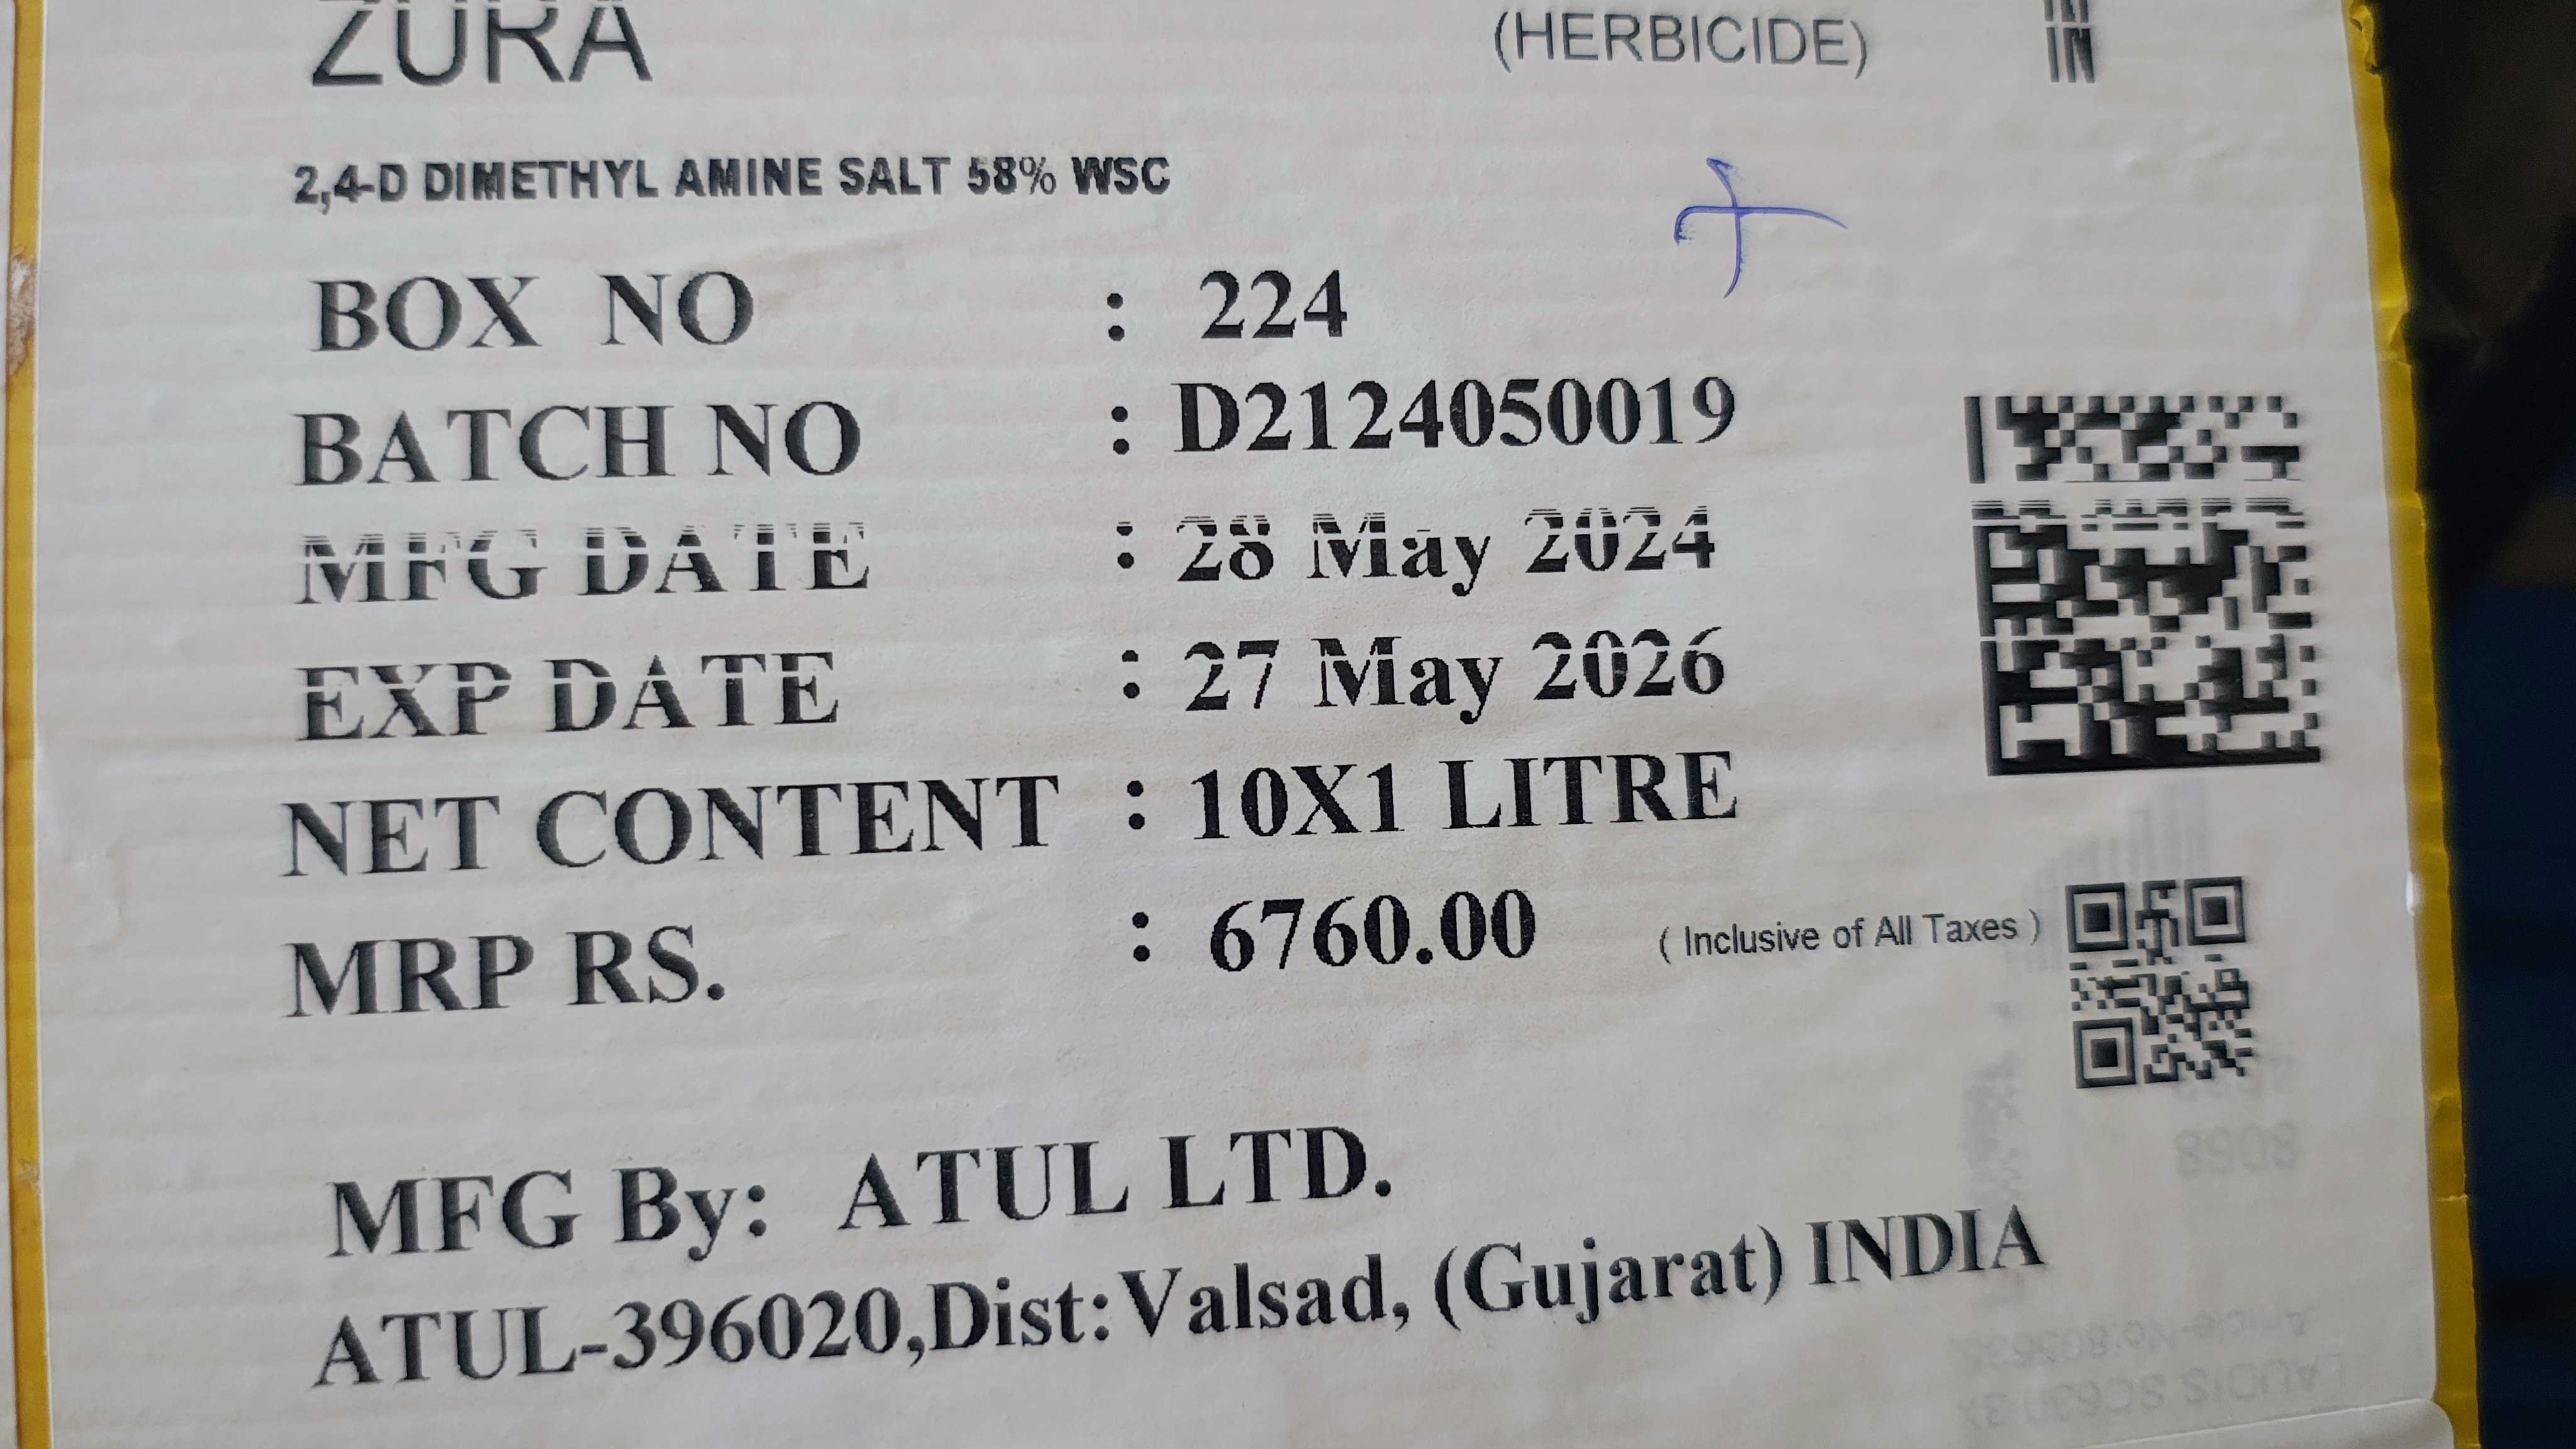 ZURA (HERBICIDE) IN
2,4-D DIMETHYL AMINE SALT 58% WSC
BOX NO : 224
BATCH NO : D2124050019
MFG DATE : 28 May 2024
EXP DATE : 27 May 2026
NET CONTENT : 10X1 LITRE
MRP RS. : 6760.00 ( Inclusive of All Taxes )
MFG By: ATUL LTD.
ATUL-396020,Dist:Valsad, (Gujarat) INDIA